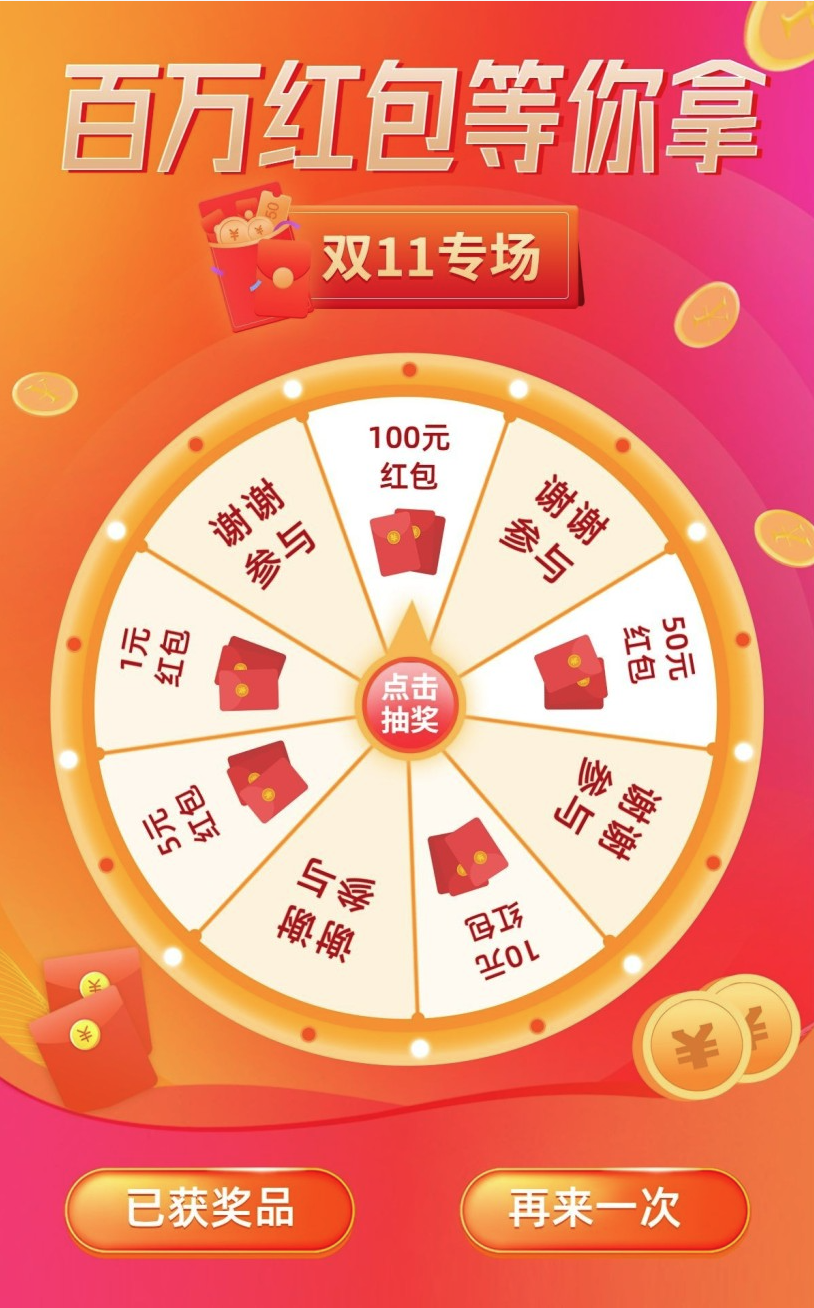 百万红包等你拿
50
双11专场
100元
红包
谢谢
参与
50元
红包
谢谢
参与
10元
红包
谢谢
参与
5元
红包
1元
红包
谢谢
参与
点击
抽奖
已获奖品
再来一次